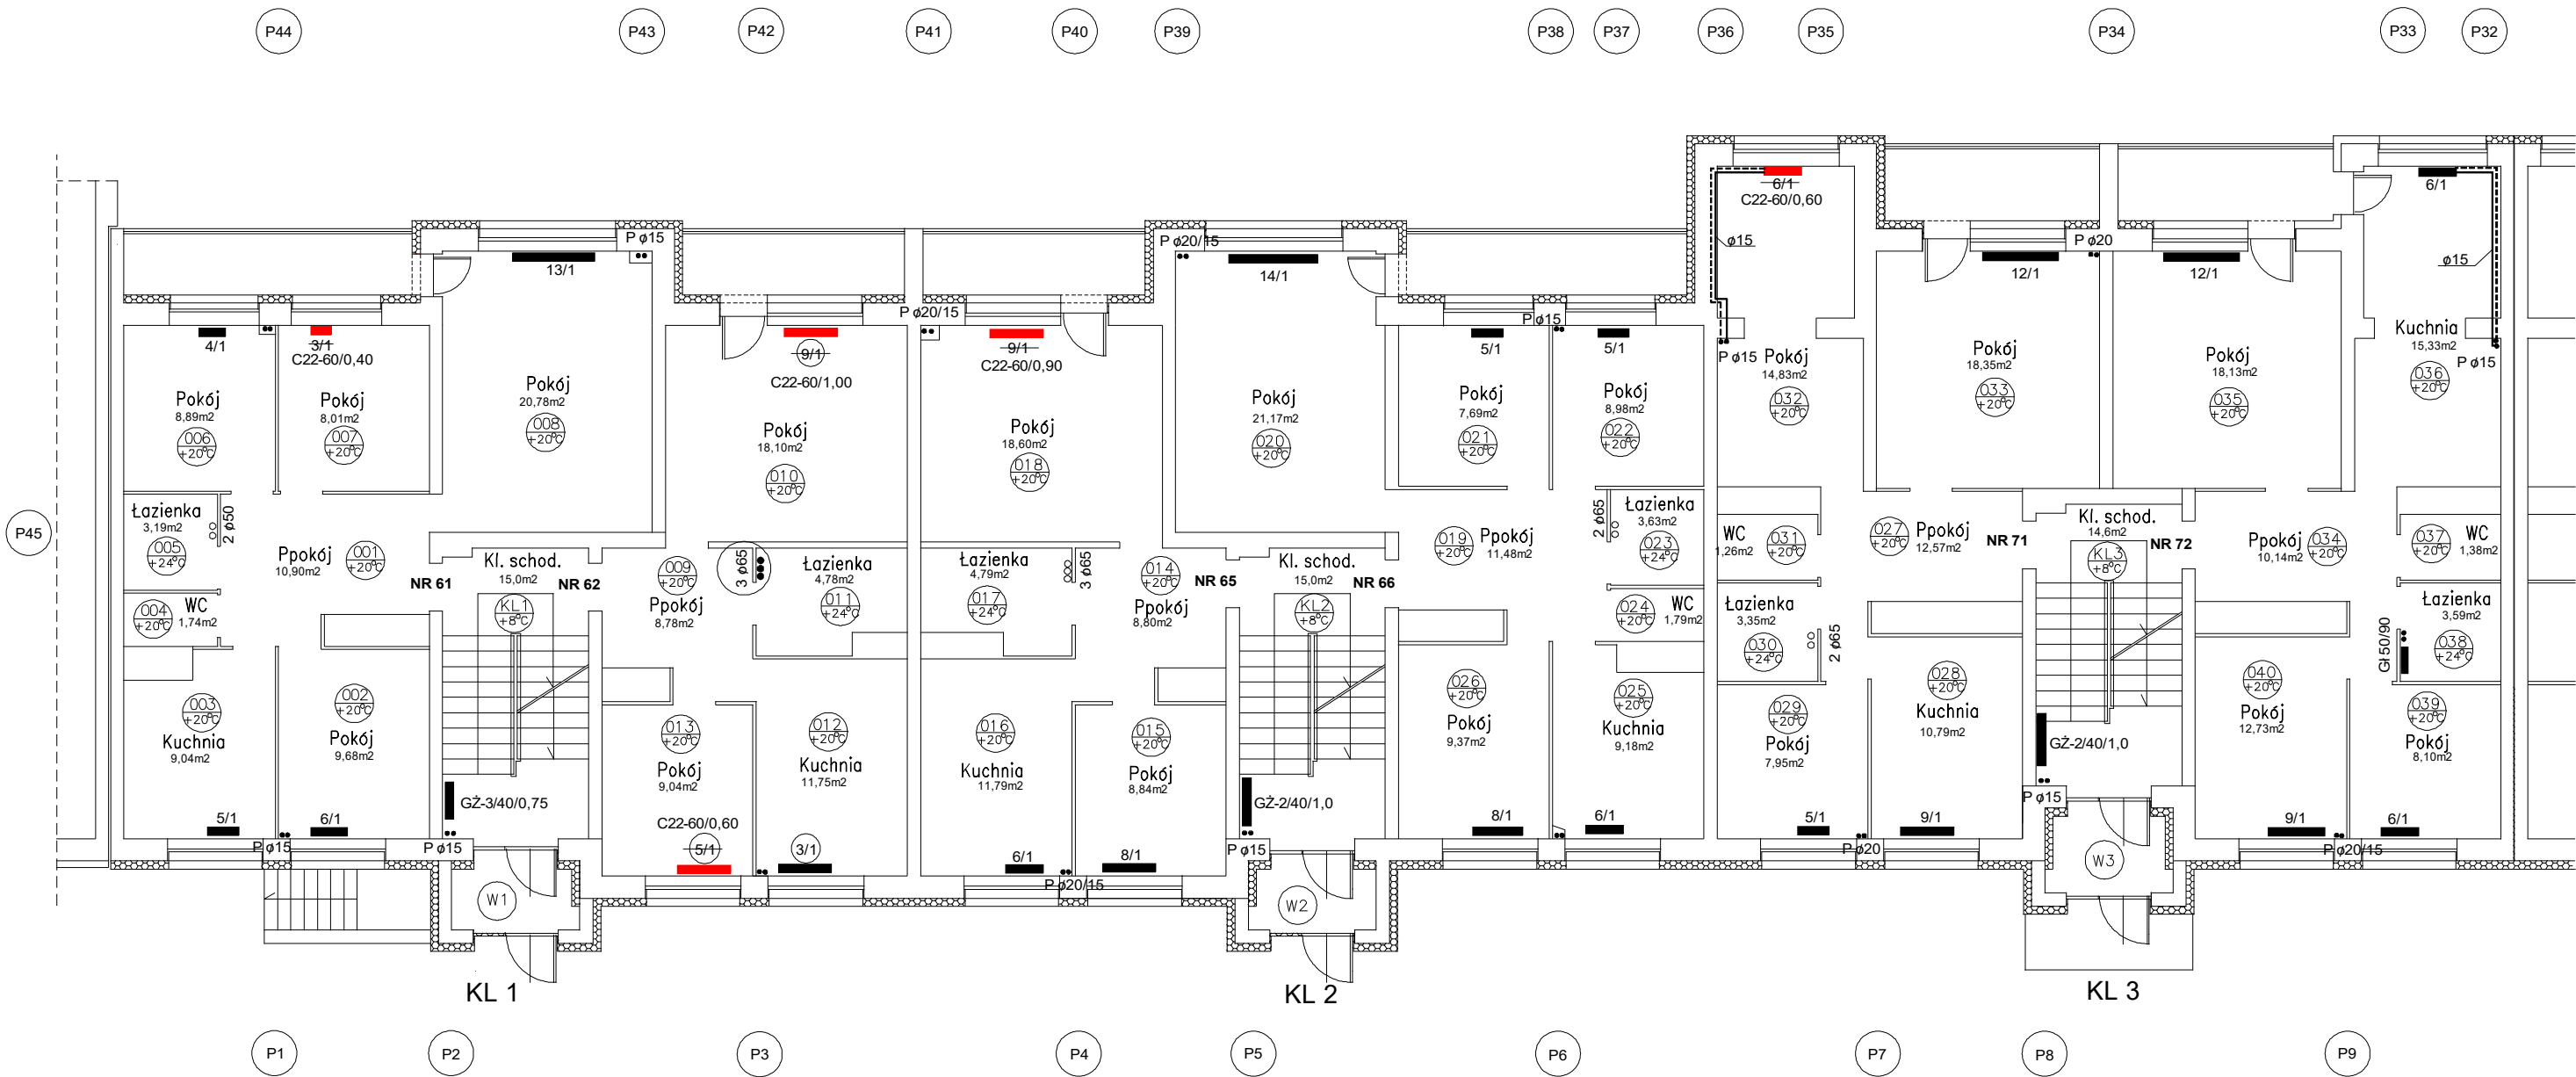 P44 P43 P42 P41 P40 P39 P38 P37 P36 P35 P34 P33 P32
P45
P ø15
13/1
4/1
3/1
C22-60/0,40
Pokój
8,89m2
006
+20°C
Pokój
8,01m2
007
+20°C
Pokój
20,78m2
008
+20°C
Łazienka
3,19m2
005
+24°C
2 ø50
Ppokój
10,90m2
001
+20°C
NR 61
004
+20°C
WC
1,74m2
003
+20°C
Kuchnia
9,04m2
002
+20°C
Pokój
9,68m2
5/1
6/1
P ø15
P ø15
Kl. schod.
15,0m2
KL1
+8°C
NR 62
GŻ-3/40/0,75
W1
KL 1
9/1
C22-60/1,00
Pokój
18,10m2
010
+20°C
009
+20°C
Ppokój
8,78m2
3 ø65
Łazienka
4,78m2
011
+24°C
013
+20°C
Pokój
9,04m2
C22-60/0,60
5/1
012
+20°C
Kuchnia
11,75m2
3/1
P ø20/15
9/1
C22-60/0,90
Pokój
18,60m2
018
+20°C
Łazienka
4,79m2
017
+24°C
3 ø65
014
+20°C
Ppokój
8,80m2
NR 65
016
+20°C
Kuchnia
11,79m2
6/1
P ø20/15
015
+20°C
Pokój
8,84m2
8/1
P ø20/15
14/1
Pokój
21,17m2
020
+20°C
Kl. schod.
15,0m2
KL2
+8°C
NR 66
GŻ-2/40/1,0
P ø15
W2
KL 2
P ø15
5/1
5/1
Pokój
7,69m2
021
+20°C
Pokój
8,98m2
022
+20°C
019
+20°C
Ppokój
11,48m2
2 ø65
Łazienka
3,63m2
023
+24°C
024
+20°C
WC
1,79m2
026
+20°C
Pokój
9,37m2
8/1
025
+20°C
Kuchnia
9,18m2
6/1
6/1
C22-60/0,60
ø15
P ø15
Pokój
14,83m2
032
+20°C
WC
1,26m2
031
+20°C
027
+20°C
Ppokój
12,57m2
NR 71
Łazienka
3,35m2
030
+24°C
2 ø65
029
+20°C
Pokój
7,95m2
5/1
P ø20
028
+20°C
Kuchnia
10,79m2
9/1
P ø20
12/1
Pokój
18,35m2
033
+20°C
12/1
Pokój
18,13m2
035
+20°C
Kl. schod.
14,6m2
KL3
+8°C
NR 72
GŻ-2/40/1,0
P ø15
W3
KL 3
6/1
ø15
Kuchnia
15,33m2
P ø15
036
+20°C
Ppokój
10,14m2
034
+20°C
037
+20°C
WC
1,38m2
Łazienka
3,59m2
038
+24°C
Gł 50/90
040
+20°C
Pokój
12,73m2
9/1
P ø20/15
039
+20°C
Pokój
8,10m2
6/1
P1 P2 P3 P4 P5 P6 P7 P8 P9